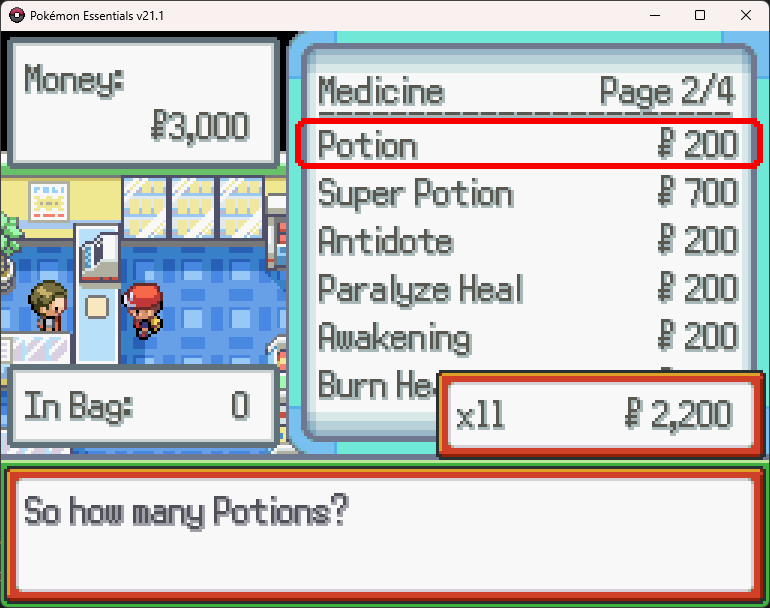 Pokémon Essentials v21.1
Money:
₽3,000
Medicine Page 2/4
Potion ₽ 200
Super Potion ₽ 700
Antidote ₽ 200
Paralyze Heal ₽ 200
Awakening ₽ 200
Burn
In Bag: 0
x11 ₽ 2,200
So how many Potions?